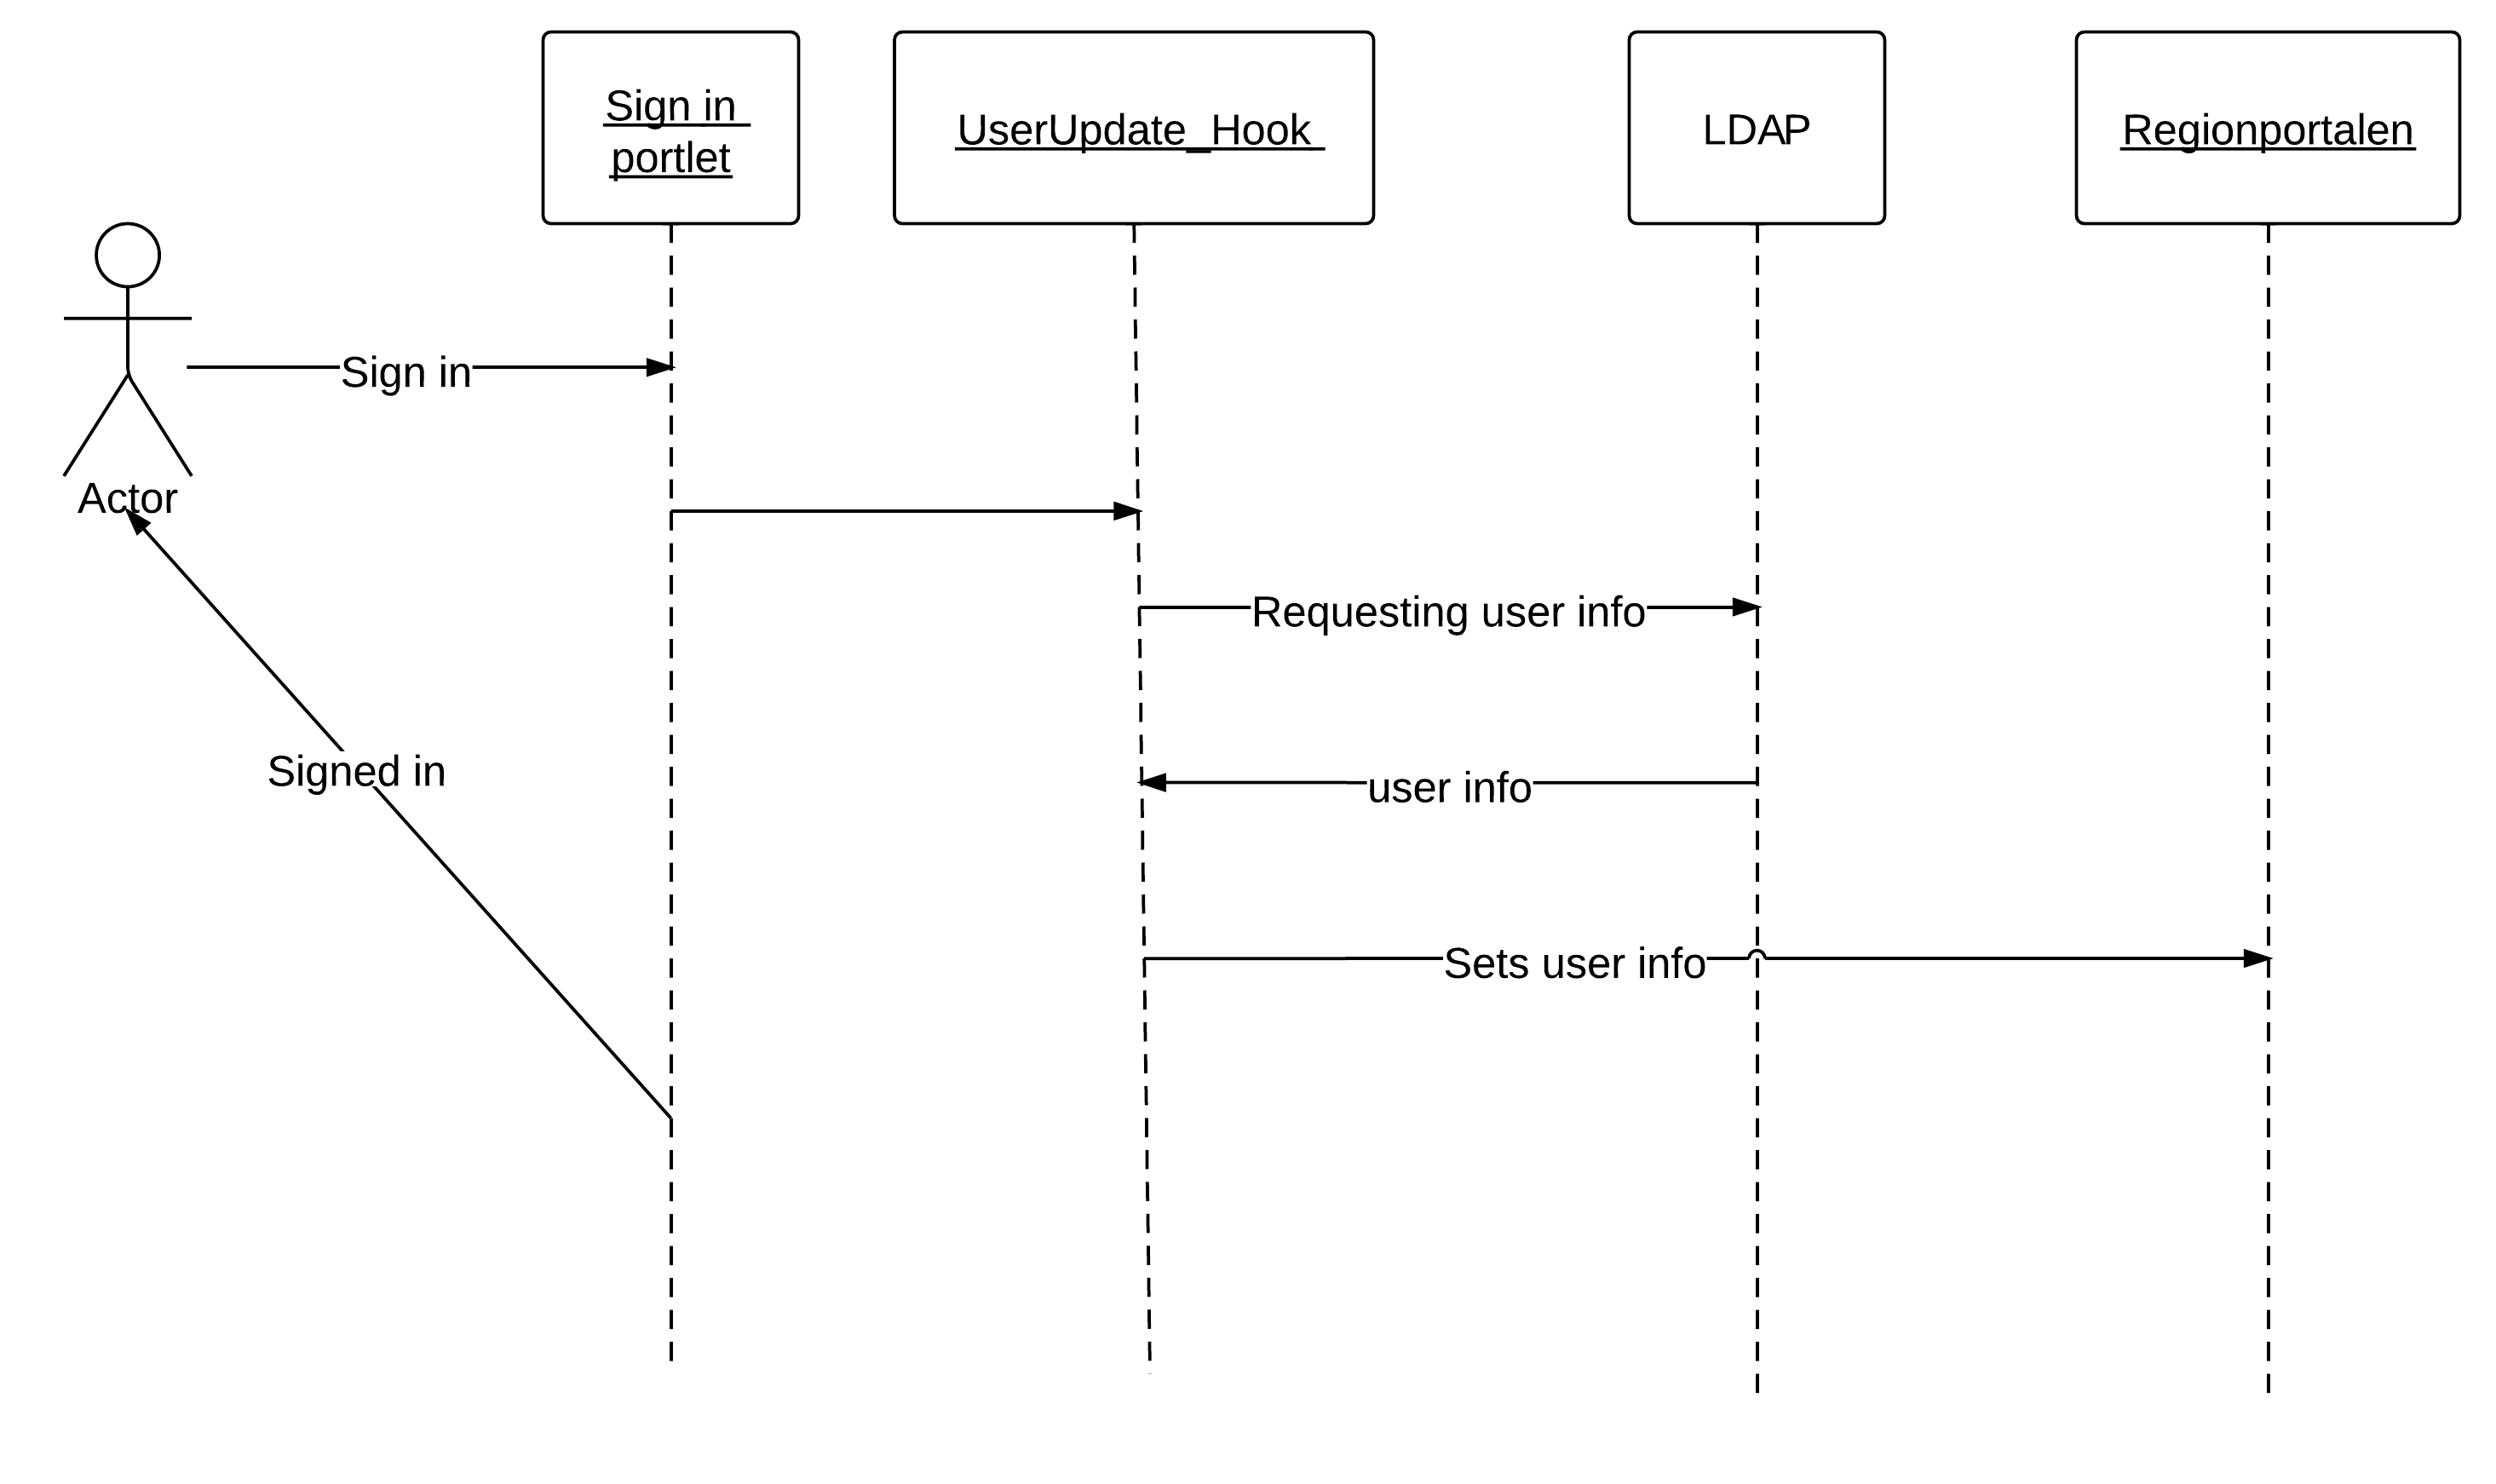 Sign in
portlet
UserUpdate_Hook
LDAP
Regionportalen
Sign in
Actor
Requesting user info
Signed in
user info
Sets user info